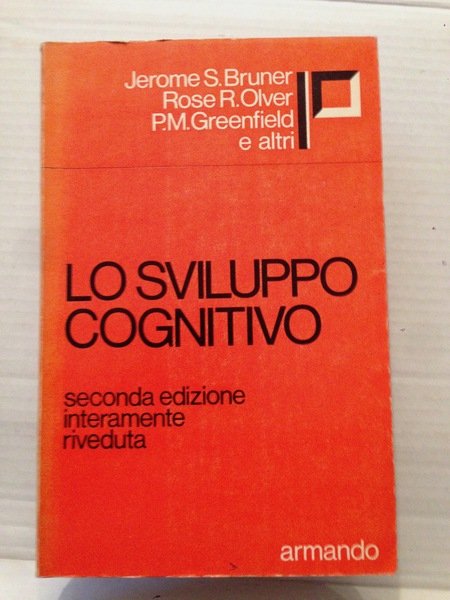 Jerome S. Bruner
Rose R. Olver
P.M. Greenfield
e altri
LO SVILUPPO
COGNITIVO
seconda edizione
interamente
riveduta
armando